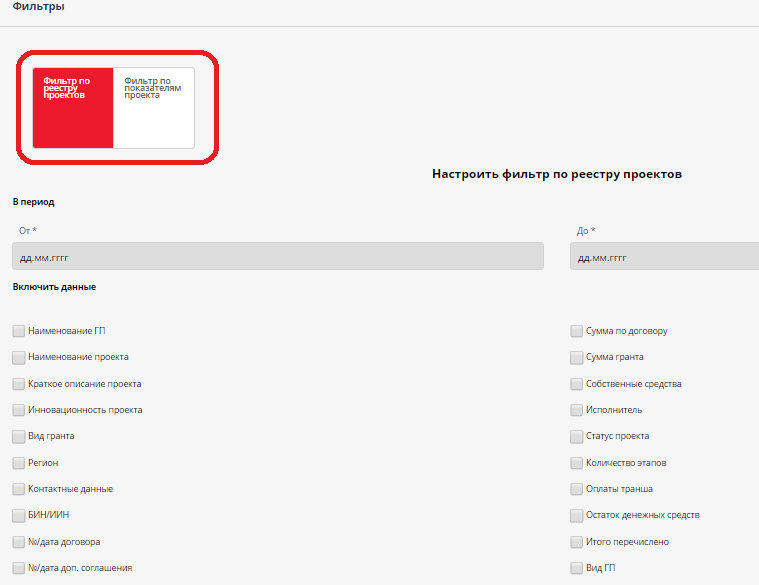 Фильтры
Фильтр по
реестру
проектов
Фильтр по
показателям
проекта
Настроить фильтр по реестру проектов
В период
От *
До *
дд.мм.гггг
дд.мм.гггг
Включить данные
Наименование ГП
Сумма по договору
Наименование проекта
Сумма гранта
Краткое описание проекта
Собственные средства
Инновационность проекта
Исполнитель
Вид гранта
Статус проекта
Регион
Количество этапов
Контактные данные
Оплаты транша
БИН/ИИН
Остаток денежных средств
№/дата договора
Итого перечислено
№/дата доп. соглашения
Вид ГП